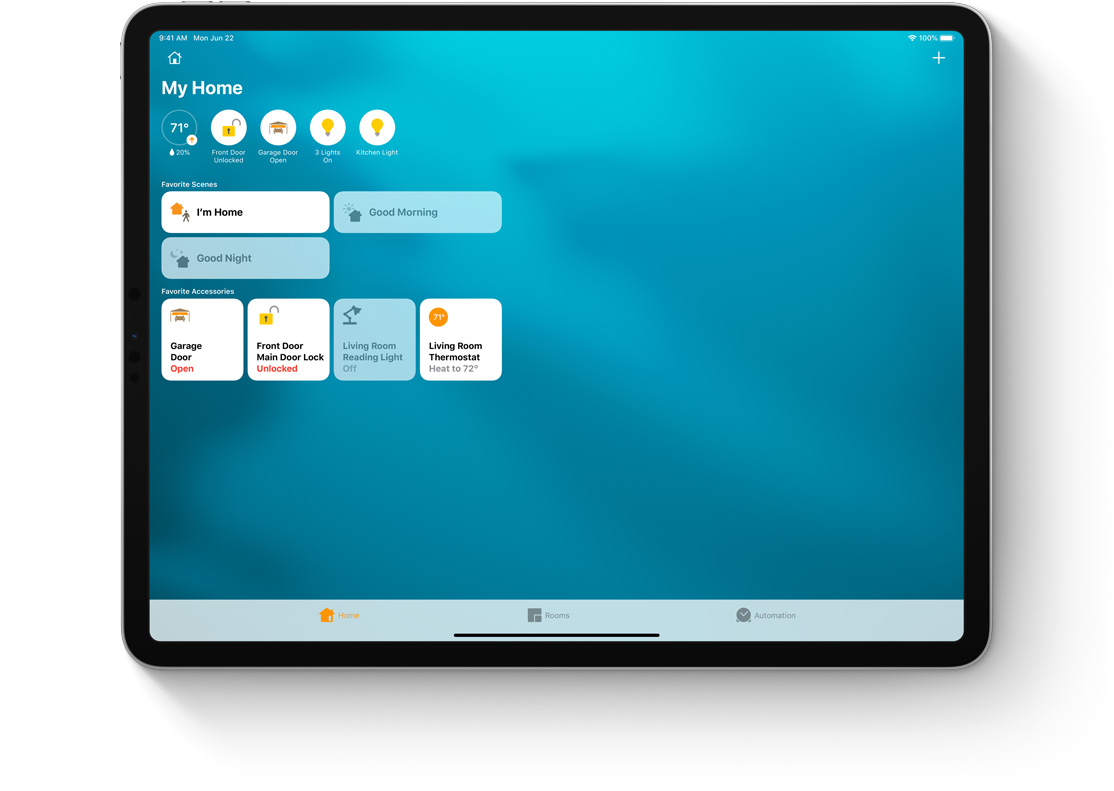 9:41 AM Mon Jun 22
100%
My Home
71°
20%
Front Door
Unlocked
Garage Door
Open
3 Lights
On
Kitchen Light
Favorite Scenes
I'm Home
Good Morning
Good Night
Favorite Accessories
Garage
Door
Open
Front Door
Main Door Lock
Unlocked
Living Room
Reading Light
Off
71°
Living Room
Thermostat
Heat to 72°
Home
Rooms
Automation